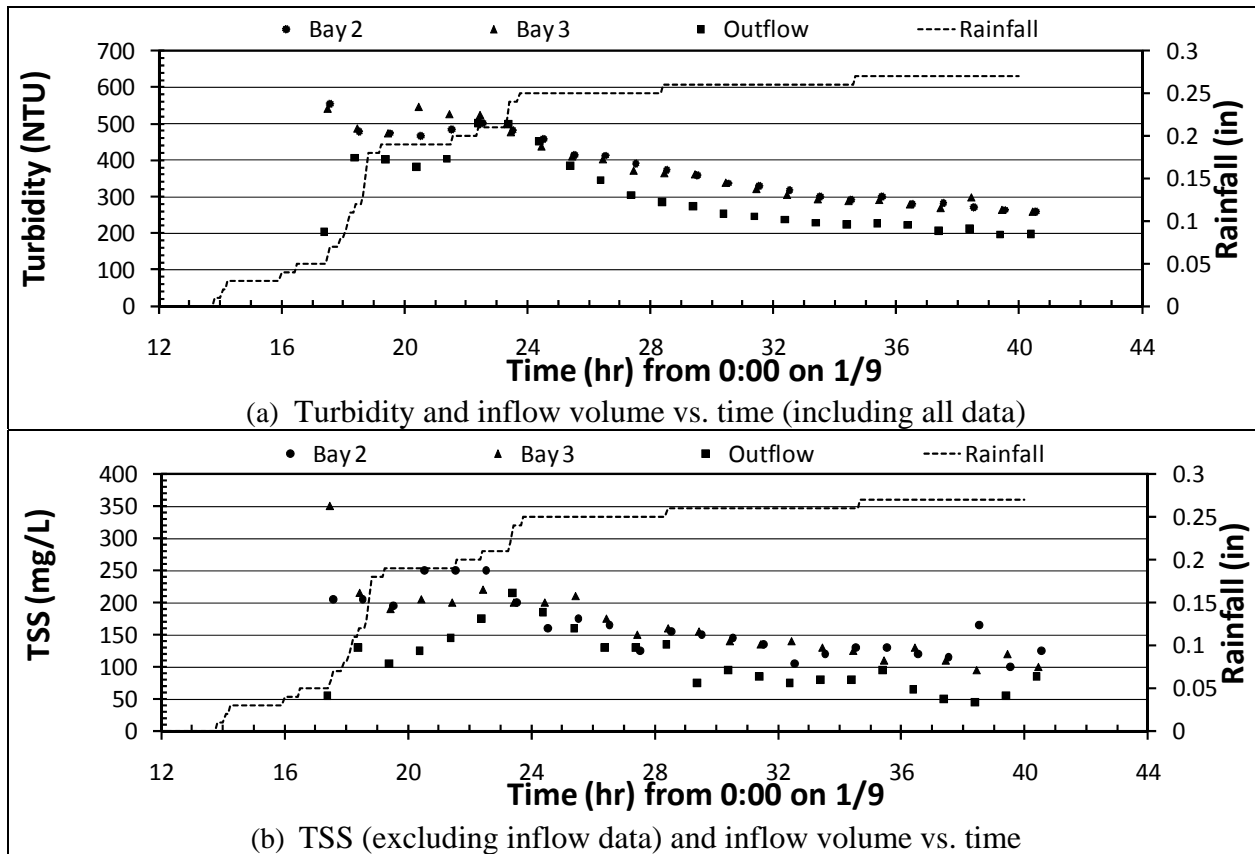 Bay 2 Bay 3 Outflow Rainfall
Turbidity (NTU)
700
600
500
400
300
200
100
0
0.3
0.25
0.2
0.15
0.1
0.05
0
Rainfall (in)
12 16 20 24 28 32 36 40 44
Time (hr) from 0:00 on 1/9
(a) Turbidity and inflow volume vs. time (including all data)
Bay 2 Bay 3 Outflow Rainfall
TSS (mg/L)
400
350
300
250
200
150
100
50
0
0.3
0.25
0.2
0.15
0.1
0.05
0
Rainfall (in)
12 16 20 24 28 32 36 40 44
Time (hr) from 0:00 on 1/9
(b) TSS (excluding inflow data) and inflow volume vs. time